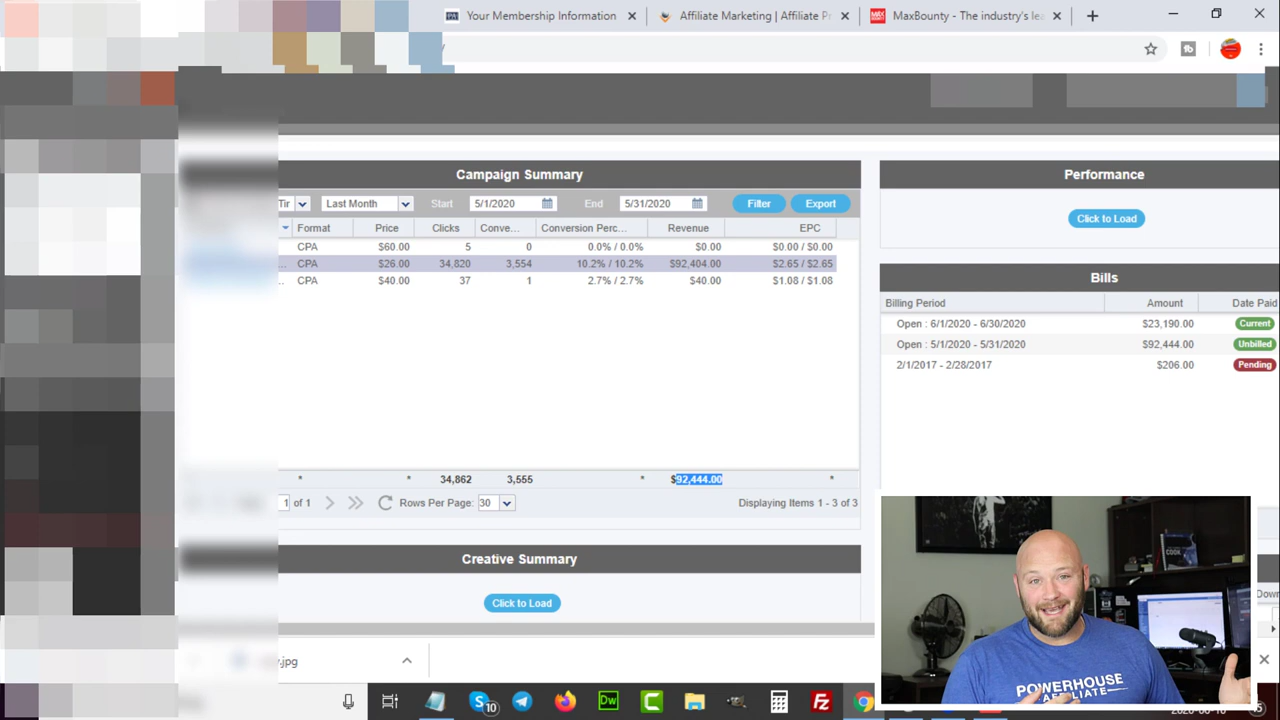 Your Membership Information
Affiliate Marketing | Affiliate Pr
MaxBounty - The industry's lea
Campaign Summary
Tir Last Month Start 5/1/2020 End 5/31/2020 Filter Export
Format Price Clicks Conve... Conversion Perc... Revenue EPC
CPA $60.00 5 0 0.0% / 0.0% $0.00 $0.00 / $0.00
... CPA $26.00 34,820 3,554 10.2% / 10.2% $92,404.00 $2.65 / $2.65
.. CPA $40.00 37 1 2.7% / 2.7% $40.00 $1.08 / $1.08
* * 34,862 3,555 * $92,444.00 *
1 of 1 Rows Per Page: 30 Displaying Items 1 - 3 of 3
Creative Summary
Click to Load
Performance
Click to Load
Bills
Billing Period Amount Date Paid
Open : 6/1/2020 - 6/30/2020 $23,190.00 Current
Open : 5/1/2020 - 5/31/2020 $92,444.00 Unbilled
2/1/2017 - 2/28/2017 $206.00 Pending
Down
COOK
POWERHOUSE
AFFILIATE
.jpg
10
Dw